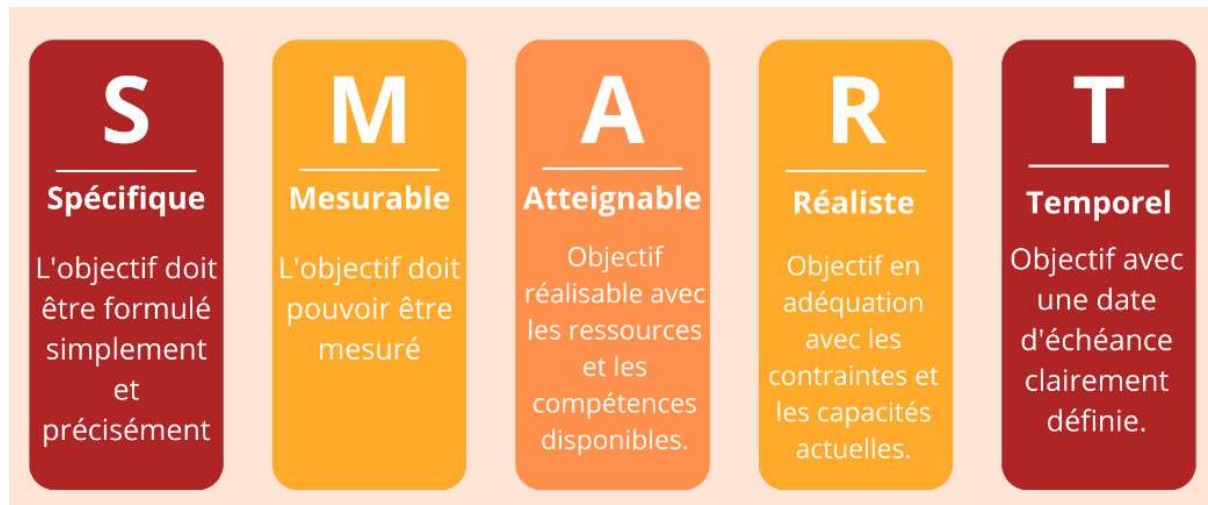 S
Spécifique
L'objectif doit
être formulé
simplement
et
précisément
M
Mesurable
L'objectif doit
pouvoir être
mesuré
A
Atteignable
Objectif
réalisable avec
les ressources
et les
compétences
disponibles.
R
Réaliste
Objectif en
adéquation
avec les
contraintes et
les capacités
actuelles.
T
Temporel
Objectif avec
une date
d'échéance
clairement
définie.